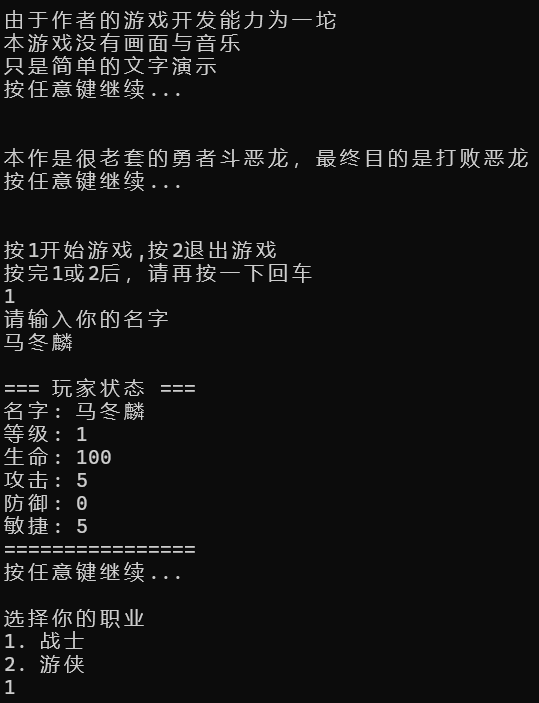 由于作者的游戏开发能力为一坨
本游戏没有画面与音乐
只是简单的文字演示
按任意键继续...
本作是很老套的勇者斗恶龙，最终目的是打败恶龙
按任意键继续...
按1开始游戏,按2退出游戏
按完1或2后，请再按一下回车
1
请输入你的名字
马冬麟
=== 玩家状态 ===
名字: 马冬麟
等级: 1
生命: 100
攻击: 5
防御: 0
敏捷: 5
================
按任意键继续...
选择你的职业
1. 战士
2. 游侠
1